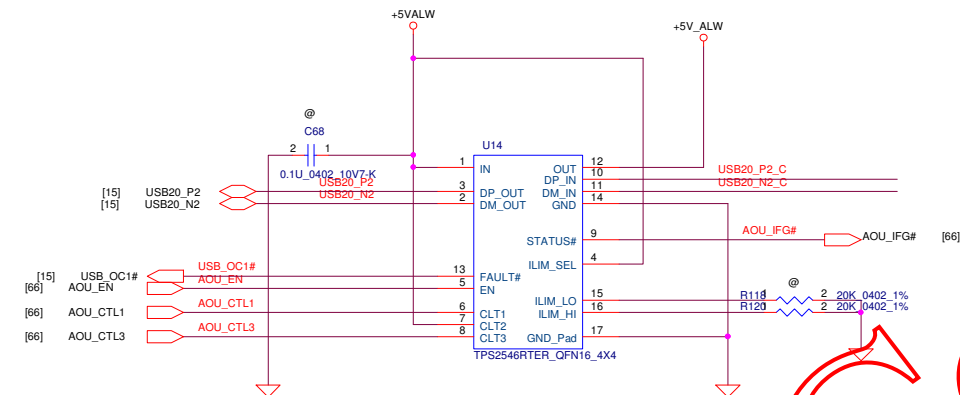 +5VALW
+5V_ALW
@
C68
2 1
0.1U_0402_10V7-K
U14
1 IN
OUT 12
DP_IN 10 USB20_P2_C
DM_IN 11 USB20_N2_C
GND 14
[15] USB20_P2 USB20_P2 3 DP_OUT
[15] USB20_N2 USB20_N2 2 DM_OUT
STATUS# 9 AOU_IFG# AOU_IFG# [66]
ILIM_SEL 4
[15] USB_OC1# USB_OC1# 13 FAULT#
[66] AOU_EN AOU_EN 5 EN
@
ILIM_LO 15 R118 1 2 20K_0402_1%
ILIM_HI 16 R120 1 2 20K_0402_1%
[66] AOU_CTL1 AOU_CTL1 6 CLT1
7 CLT2
[66] AOU_CTL3 AOU_CTL3 8 CLT3
GND_Pad 17
TPS2546RTER_QFN16_4X4